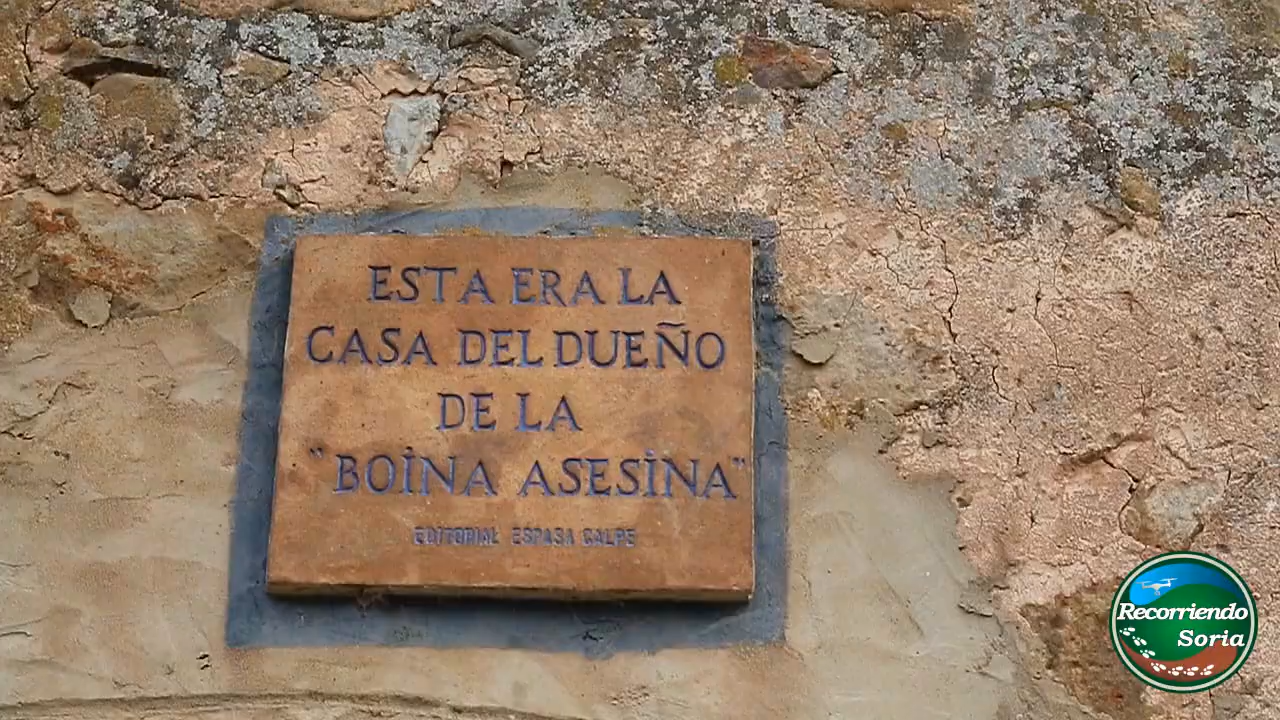 ESTA ERA LA
CASA DEL DUEÑO
DE LA
"BOINA ASESINA"
EDITORIAL ESPASA CALPE
Recorriendo
Soria